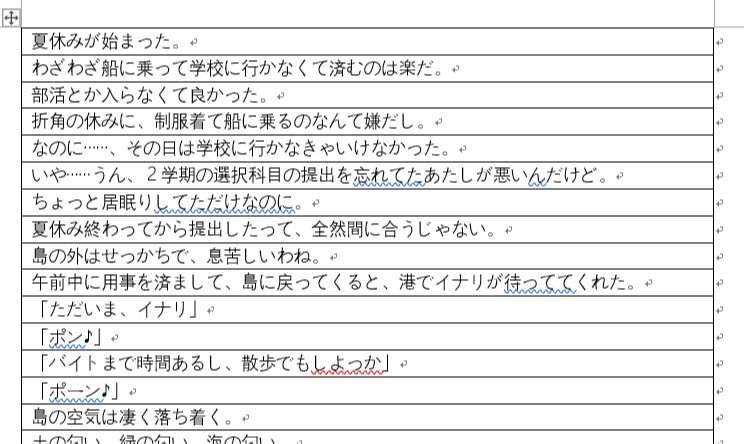 夏休みが始まった。
わざわざ船に乗って学校に行かなくて済むのは楽だ。
部活とか入らなくて良かった。
折角の休みに、制服着て船に乗るのなんて嫌だし。
なのに……、その日は学校に行かなきゃいけなかった。
いや……うん、２学期の選択科目の提出を忘れてたあたしが悪いんだけど。
ちょっと居眠りしてただけなのに。
夏休み終わってから提出したって、全然間に合うじゃない。
島の外はせっかちで、息苦しいわね。
午前中に用事を済まして、島に戻ってくると、港でイナリが待っててくれた。
「ただいま、イナリ」
「ポン♪」
「バイトまで時間あるし、散歩でもしよっか」
「ポーン♪」
島の空気は凄く落ち着く。
土の匂い、緑の匂い、海の匂い。